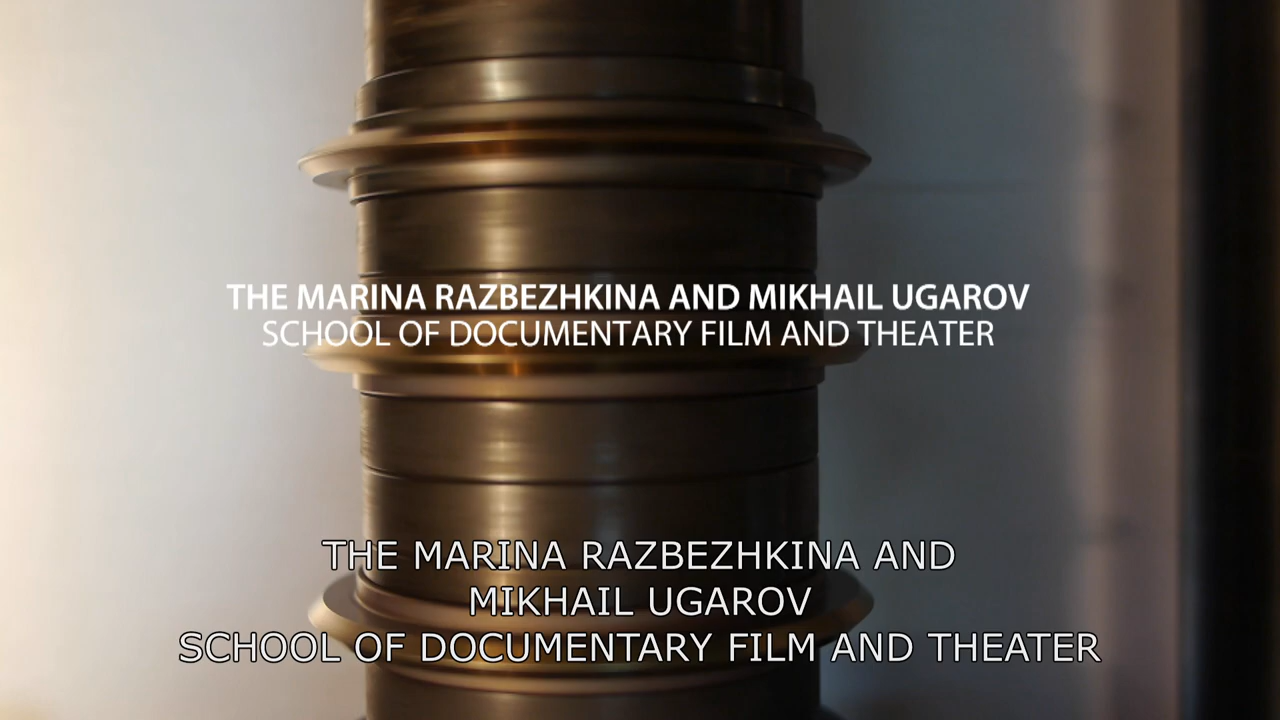 THE MARINA RAZBEZHKINA AND MIKHAIL UGAROV
SCHOOL OF DOCUMENTARY FILM AND THEATER
THE MARINA RAZBEZHKINA AND
MIKHAIL UGAROV
SCHOOL OF DOCUMENTARY FILM AND THEATER